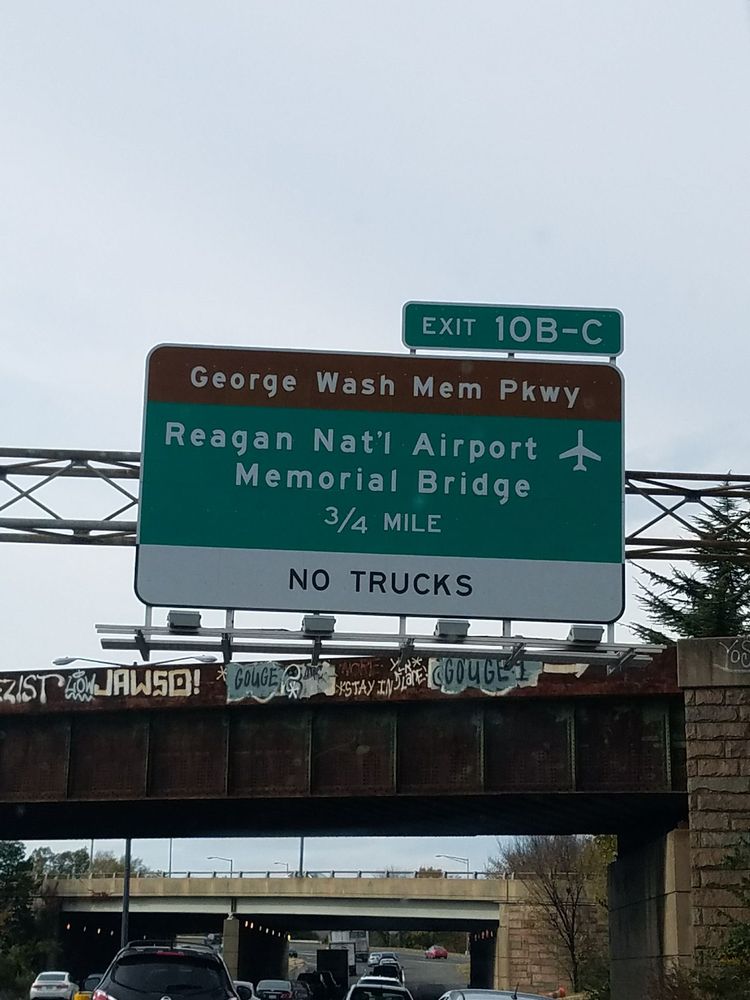 EXIT 10B-C
George Wash Mem Pkwy
Reagan Nat'l Airport
Memorial Bridge
3/4 MILE
NO TRUCKS
JAWSO!
GOUGE
STAY IN
GOUGE